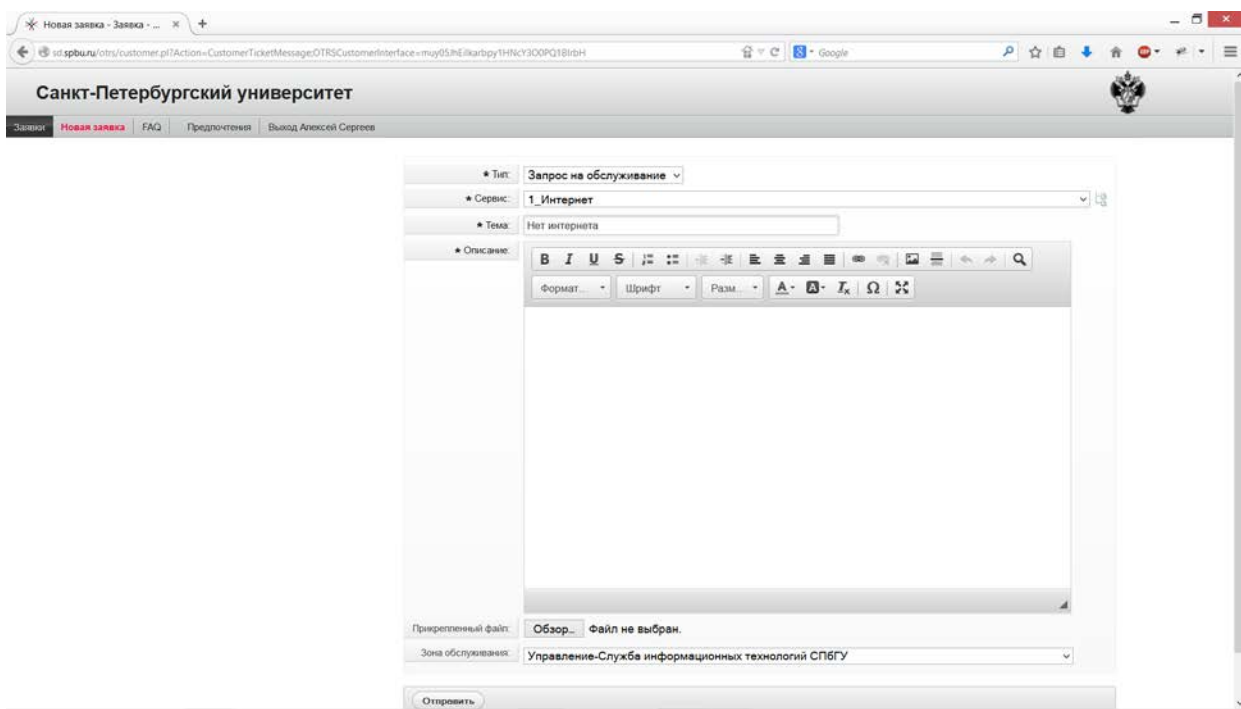 Новая заявка - Заявка - ...
sd.spbu.ru/otrs/customer.pl?Action=CustomerTicketMessage;OTRSCustomerInterface=
Google
Санкт-Петербургский университет
Заявки Новая заявка FAQ Предпочтения Выход Алексей Сергеев
★ Тип: Запрос на обслуживание
★ Сервис: 1_Интернет
★ Тема: Нет интернета
★ Описание:
B I U S
Формат... Шрифт Разм... A A Ix Ω
Прикрепленный файл: Обзор... Файл не выбран.
Зона обслуживания: Управление-Служба информационных технологий СПбГУ
Отправить